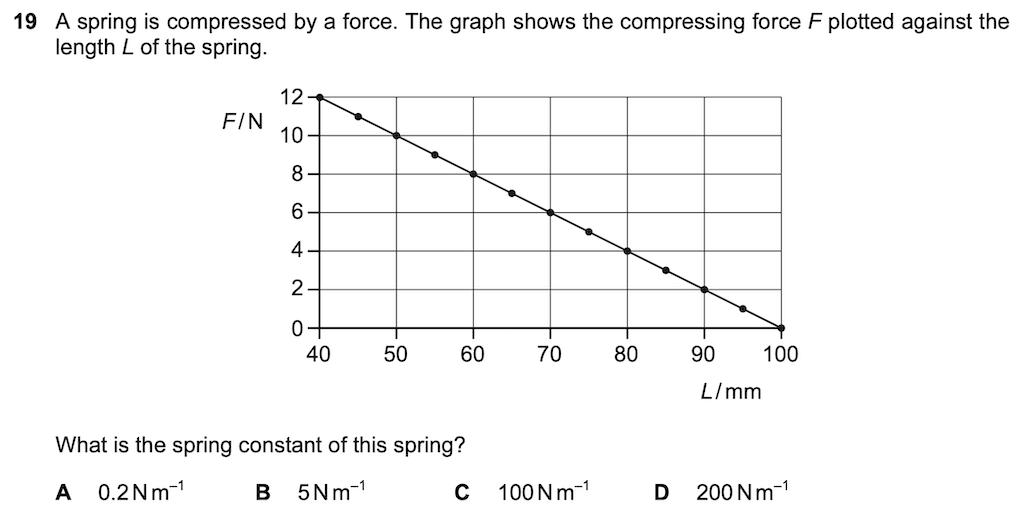 19 A spring is compressed by a force. The graph shows the compressing force F plotted against the
length L of the spring.
12
F/N
10
8
6
4
2
0
40 50 60 70 80 90 100
L/mm
What is the spring constant of this spring?
A 0.2 N m⁻¹ B 5 N m⁻¹ C 100 N m⁻¹ D 200 N m⁻¹